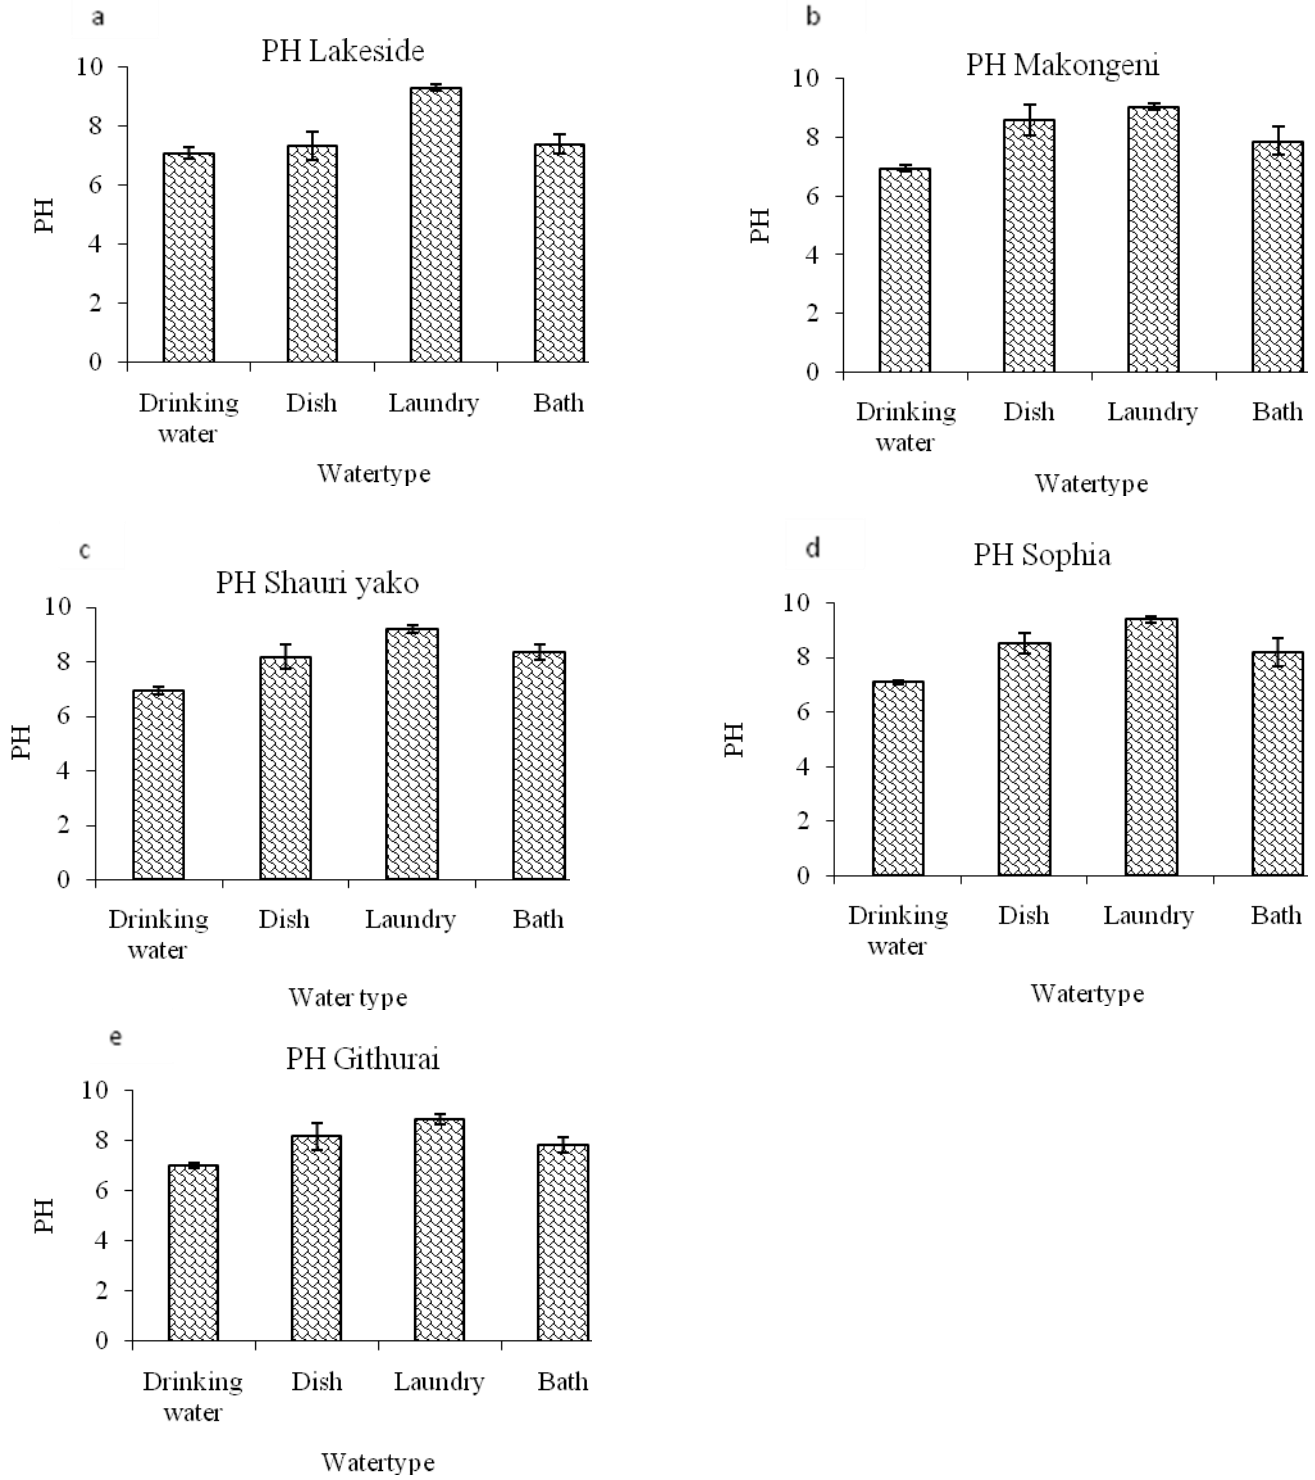 a
PH Lakeside
10
8
6
4
2
0
PH
Drinking water
Dish
Laundry
Bath
Watertype
b
PH Makongeni
10
8
6
4
2
0
PH
Drinking water
Dish
Laundry
Bath
Watertype
c
PH Shauri yako
10
8
6
4
2
0
PH
Drinking water
Dish
Laundry
Bath
Water type
d
PH Sophia
10
8
6
4
2
0
PH
Drinking water
Dish
Laundry
Bath
Watertype
e
PH Githurai
10
8
6
4
2
0
PH
Drinking water
Dish
Laundry
Bath
Watertype